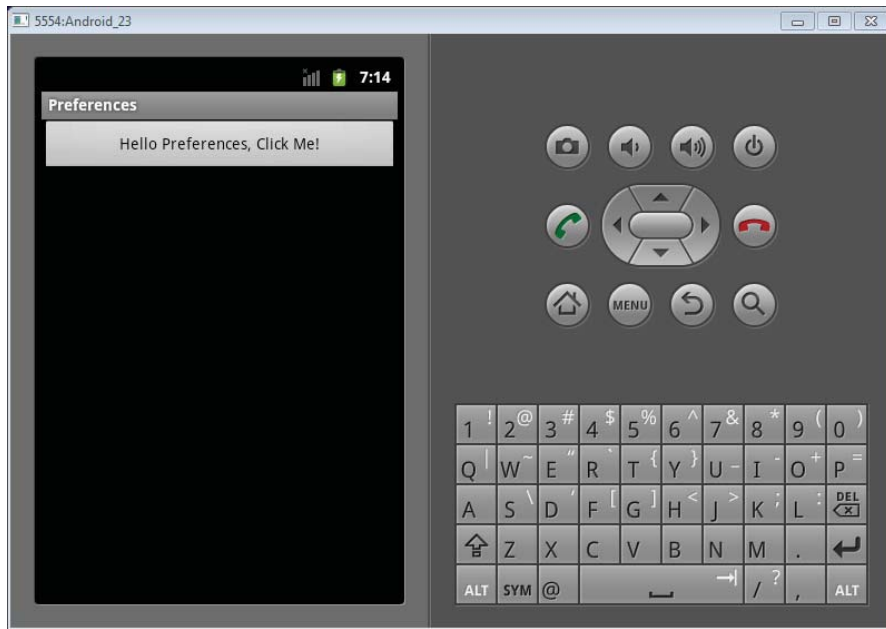 5554:Android_23
7:14
Preferences
Hello Preferences, Click Me!
MENU
1 ! 2 @ 3 # 4 $ 5 % 6 ^ 7 & 8 * 9 ( 0 )
Q | W ~ E " R ` T { Y } U _ I - O + P =
A S \ D ' F [ G ] H < J > K ; L : DEL
Z X C V B N M .
ALT SYM @ / ? , ALT